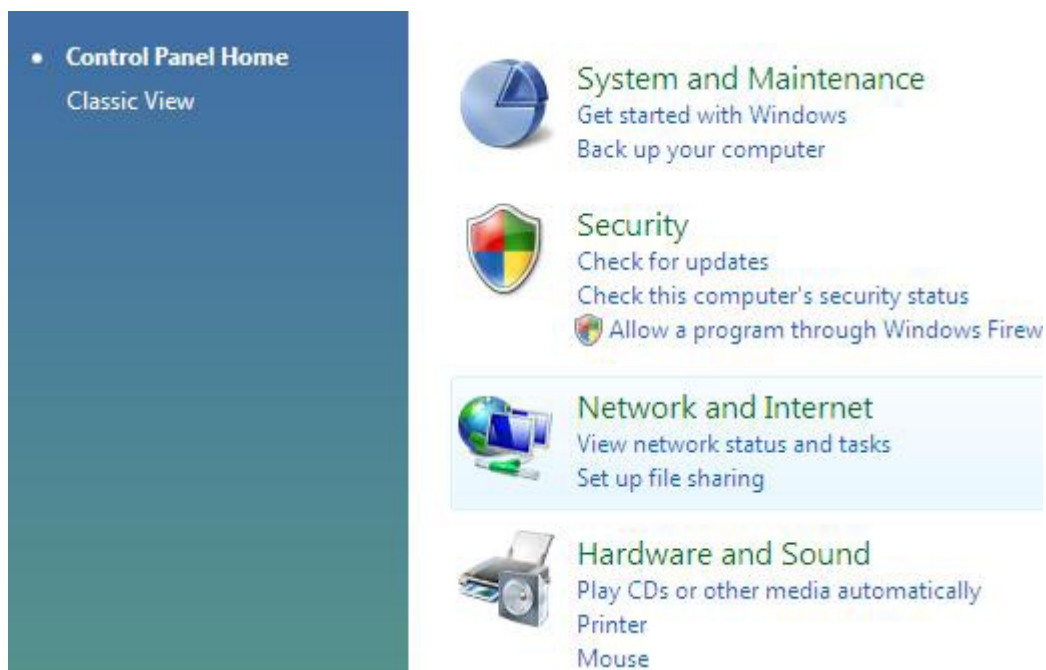 Control Panel Home
Classic View
System and Maintenance
Get started with Windows
Back up your computer
Security
Check for updates
Check this computer's security status
Allow a program through Windows Firew
Network and Internet
View network status and tasks
Set up file sharing
Hardware and Sound
Play CDs or other media automatically
Printer
Mouse